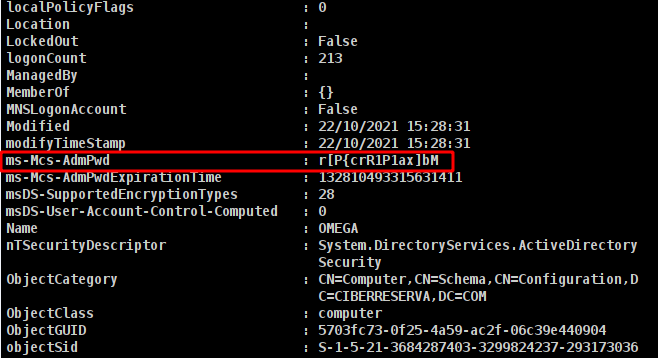 localPolicyFlags : 0
Location :
LockedOut : False
logonCount : 213
ManagedBy :
MemberOf : {}
MNSLogonAccount : False
Modified : 22/10/2021 15:28:31
modifyTimeStamp : 22/10/2021 15:28:31
ms-Mcs-AdmPwd : r[P{crR1P1ax]bM
ms-Mcs-AdmPwdExpirationTime : 132810493315631411
msDS-SupportedEncryptionTypes : 28
msDS-User-Account-Control-Computed : 0
Name : OMEGA
nTSecurityDescriptor : System.DirectoryServices.ActiveDirectory
Security
ObjectCategory : CN=Computer,CN=Schema,CN=Configuration,D
C=CIBERRESERVA,DC=COM
ObjectClass : computer
ObjectGUID : 5703fc73-0f25-4a59-ac2f-06c39e440904
objectSid : S-1-5-21-3684287403-3299824237-293173036